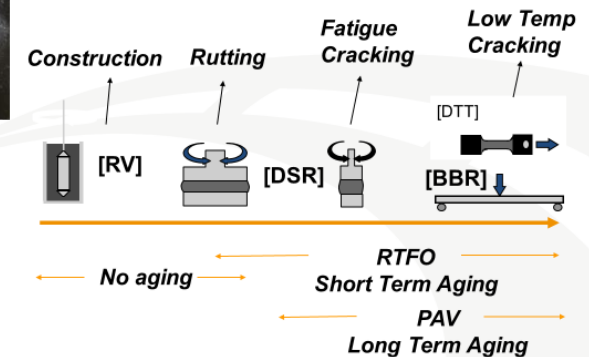 Construction
Rutting
Fatigue
Cracking
Low Temp
Cracking
[RV]
[DSR]
[DTT]
[BBR]
No aging
RTFO
Short Term Aging
PAV
Long Term Aging